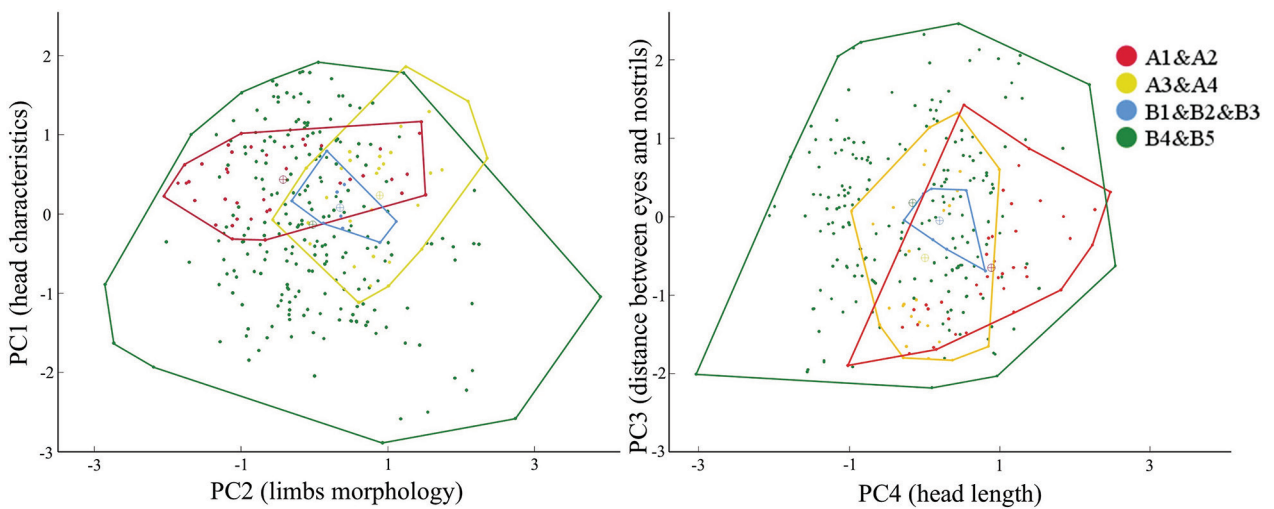 PC1 (head characteristics)
2
1
0
-1
-2
-3
-3
-1
1
3
PC2 (limbs morphology)
PC3 (distance between eyes and nostrils)
2
1
0
-1
-2
-3
-3
-1
1
3
PC4 (head length)
A1&A2
A3&A4
B1&B2&B3
B4&B5